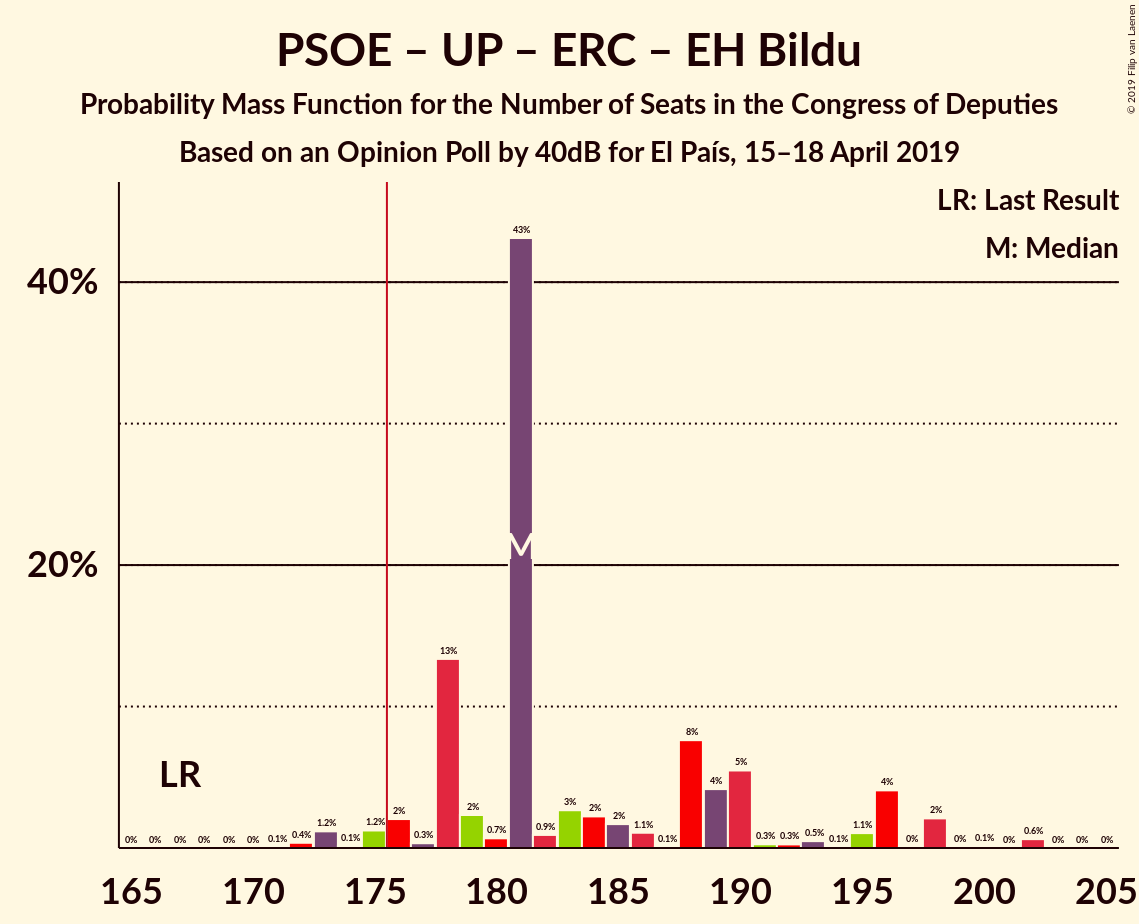 PSOE – UP – ERC – EH Bildu
Probability Mass Function for the Number of Seats in the Congress of Deputies
Based on an Opinion Poll by 40dB for El País, 15–18 April 2019
© 2019 Filip van Laenen
LR: Last Result
M: Median
40%
20%
LR
M
0% 0% 0% 0% 0% 0% 0.1% 0.4% 1.2% 0.1% 1.2% 2% 0.3% 13% 2% 0.7% 43% 0.9% 3% 2% 2% 1.1% 0.1% 8% 4% 5% 0.3% 0.3% 0.5% 0.1% 1.1% 4% 0% 2% 0% 0.1% 0% 0.6% 0% 0% 0%
165 170 175 180 185 190 195 200 205